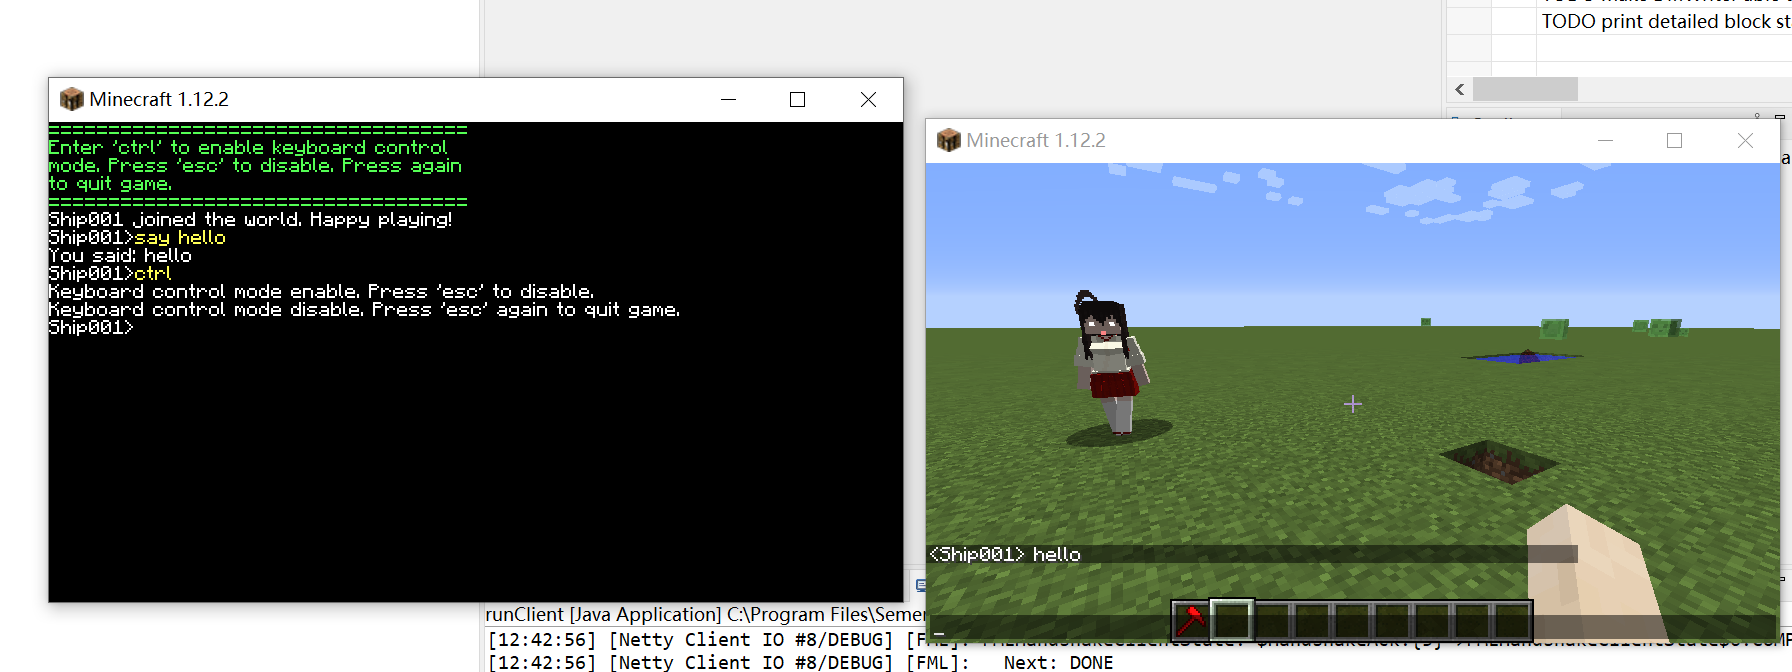 TODO print detailed block st
Minecraft 1.12.2
===================================
Enter 'ctrl' to enable keyboard control
mode. Press 'esc' to disable. Press again
to quit game.
===================================
Ship001 joined the world. Happy playing!
Ship001>say hello
You said: hello
Ship001>ctrl
Keyboard control mode enable. Press 'esc' to disable.
Keyboard control mode disable. Press 'esc' again to quit game.
Ship001>
Minecraft 1.12.2
<Ship001> hello
runClient [Java Application] C:\Program Files\Semer
[12:42:56] [Netty Client IO #8/DEBUG] [F
[12:42:56] [Netty Client IO #8/DEBUG] [FML]:   Next: DONE